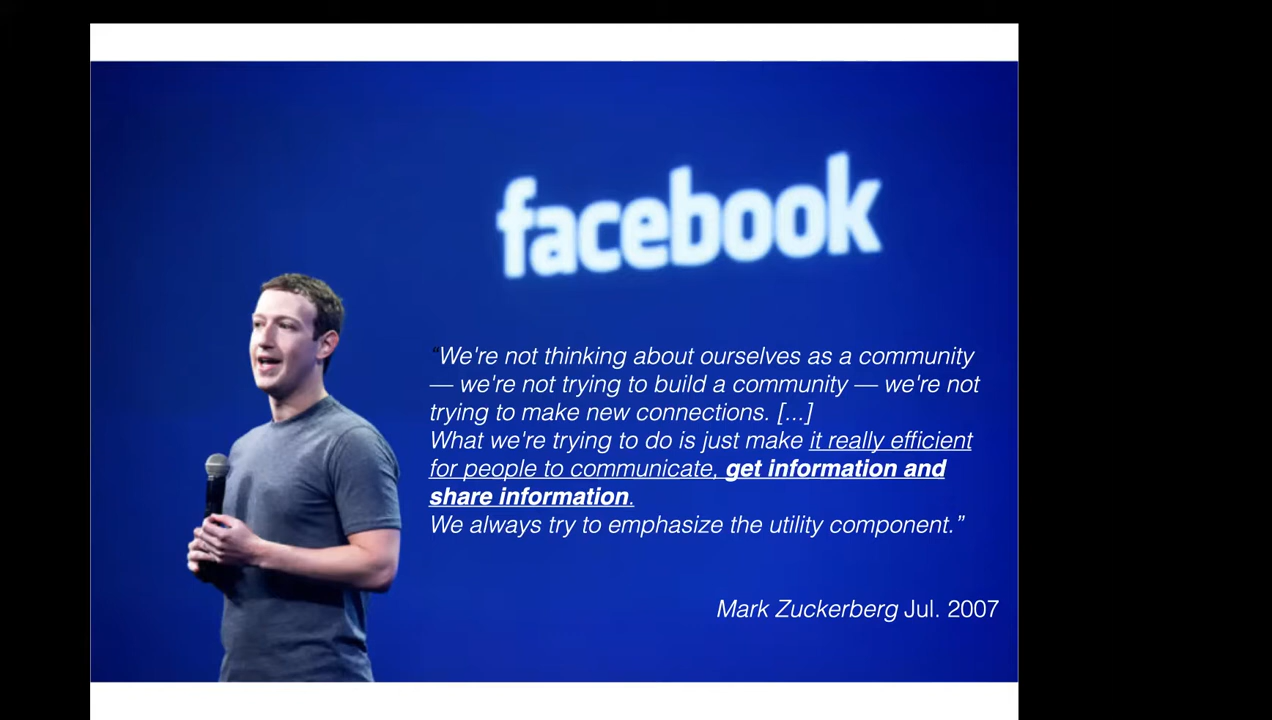 facebook
"We're not thinking about ourselves as a community
— we're not trying to build a community — we're not
trying to make new connections. [...]
What we're trying to do is just make it really efficient
for people to communicate, get information and
share information.
We always try to emphasize the utility component.”
Mark Zuckerberg Jul. 2007